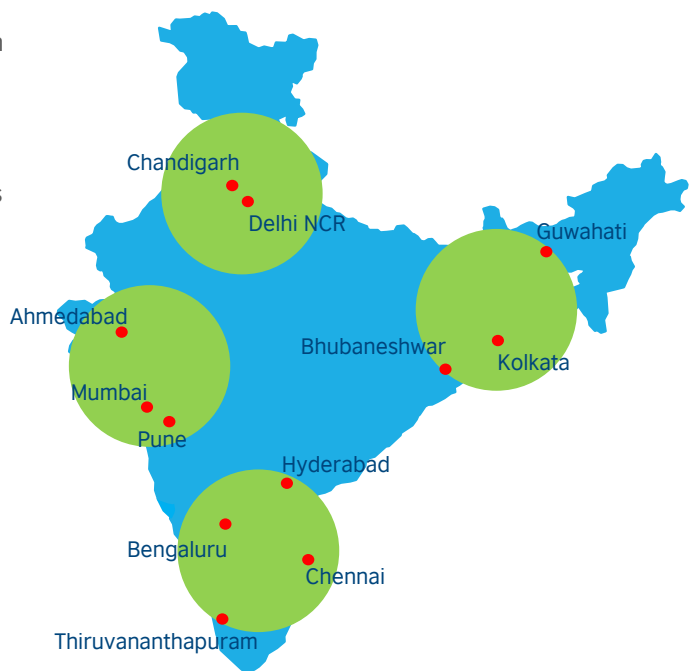 Chandigarh
Delhi NCR
Guwahati
Ahmedabad
Bhubaneshwar
Kolkata
Mumbai
Pune
Hyderabad
Bengaluru
Chennai
Thiruvananthapuram